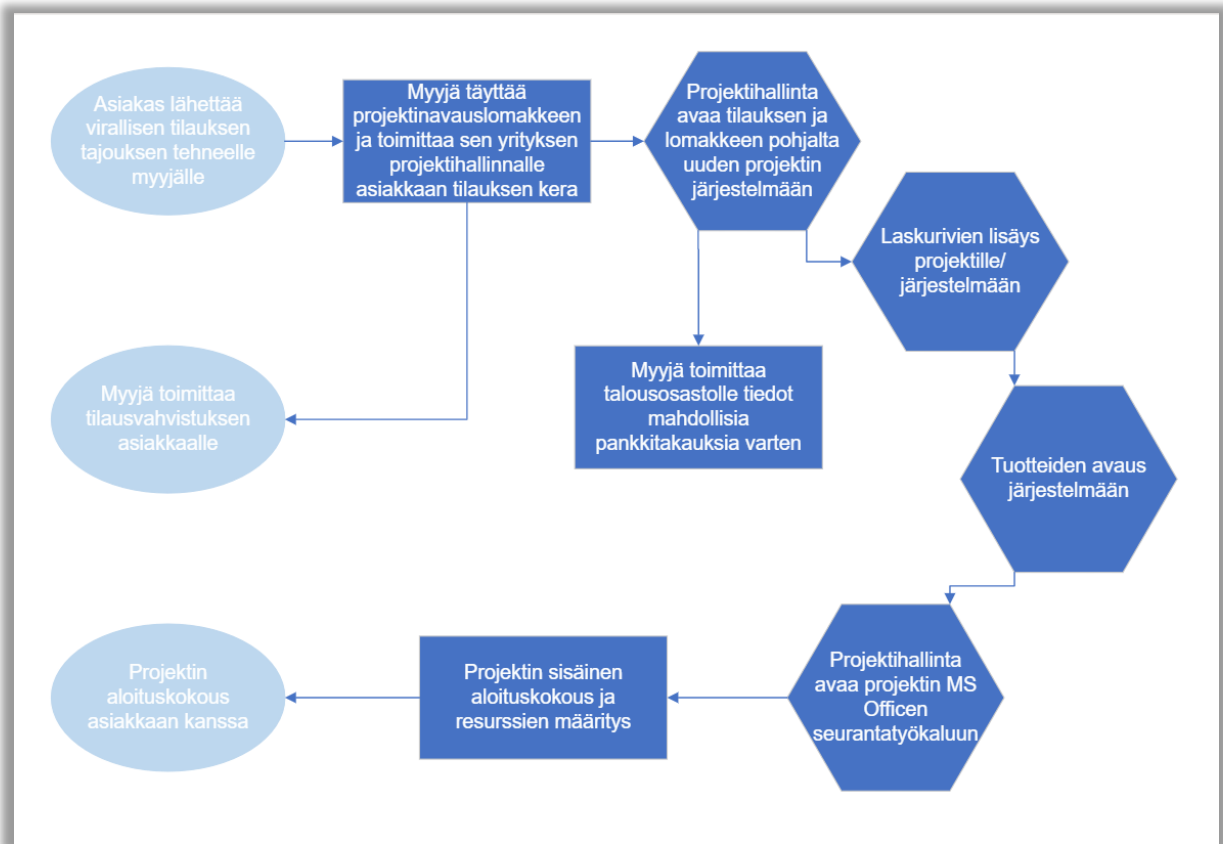 Asiakas lähettää
virallisen tilauksen
tajouksen tehneelle
myyjälle
Myyjä täyttää
projektinavauslomakkeen
ja toimittaa sen yrityksen
projektihallinnalle
asiakkaan tilauksen kera
Projektihallinta
avaa tilauksen ja
lomakkeen pohjalta
uuden projektin
järjestelmään
Laskurivien lisäys
projektille/
järjestelmään
Myyjä toimittaa
tilausvahvistuksen
asiakkaalle
Myyjä toimittaa
talousosastolle tiedot
mahdollisia
pankkitakauksia varten
Tuotteiden avaus
järjestelmään
Projektihallinta
avaa projektin MS
Officen
seurantatyökaluun
Projektin sisäinen
aloituskokous ja
resurssien määritys
Projektin
aloituskokous
asiakkaan kanssa